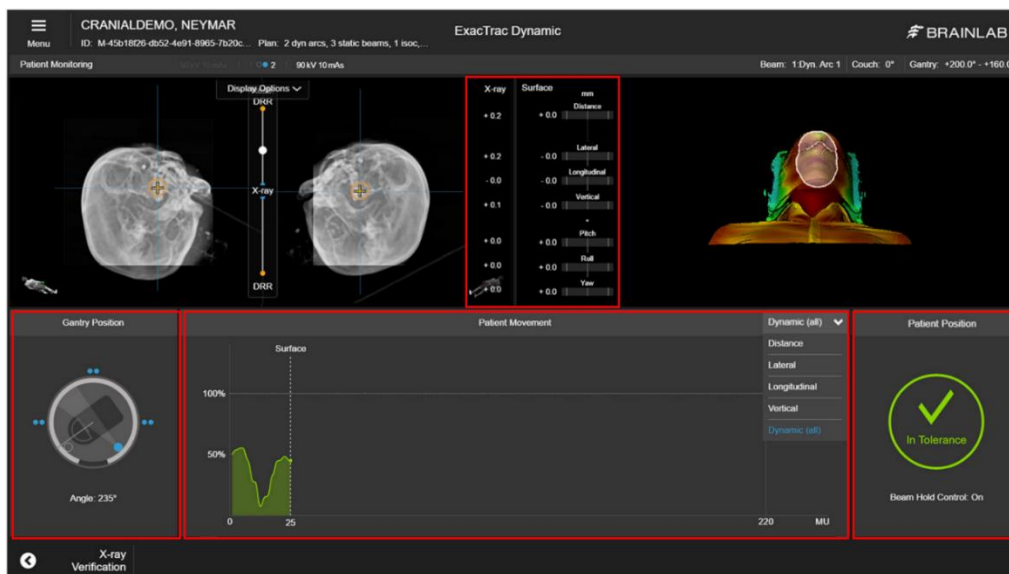 Menu
CRANIALDEMO, NEYMAR
ID: M-45b18f26-db52-4e91-8965-7b20c... Plan: 2 dyn arcs, 3 static beams, 1 isoc,...
ExacTrac Dynamic
BRAINLAB
Patient Monitoring
2 90 kV 10 mAs
Beam: 1:Dyn. Arc 1 Couch: 0° Gantry: +200.0° - +160.0
Display Options
DRR
X-ray
DRR
X-ray Surface mm
Distance
+ 0.2 + 0.0
Lateral
+ 0.2 - 0.0
Longitudinal
- 0.0 - 0.0
Vertical
+ 0.1 - 0.0
°
Pitch
+ 0.0 + 0.0
Roll
+ 0.0 + 0.0
Yaw
+ 0.0 + 0.0
Gantry Position
Angle: 235°
Patient Movement
Surface
100%
50%
0 25 220 MU
Dynamic (all)
Distance
Lateral
Longitudinal
Vertical
Dynamic (all)
Patient Position
In Tolerance
Beam Hold Control: On
X-ray
Verification